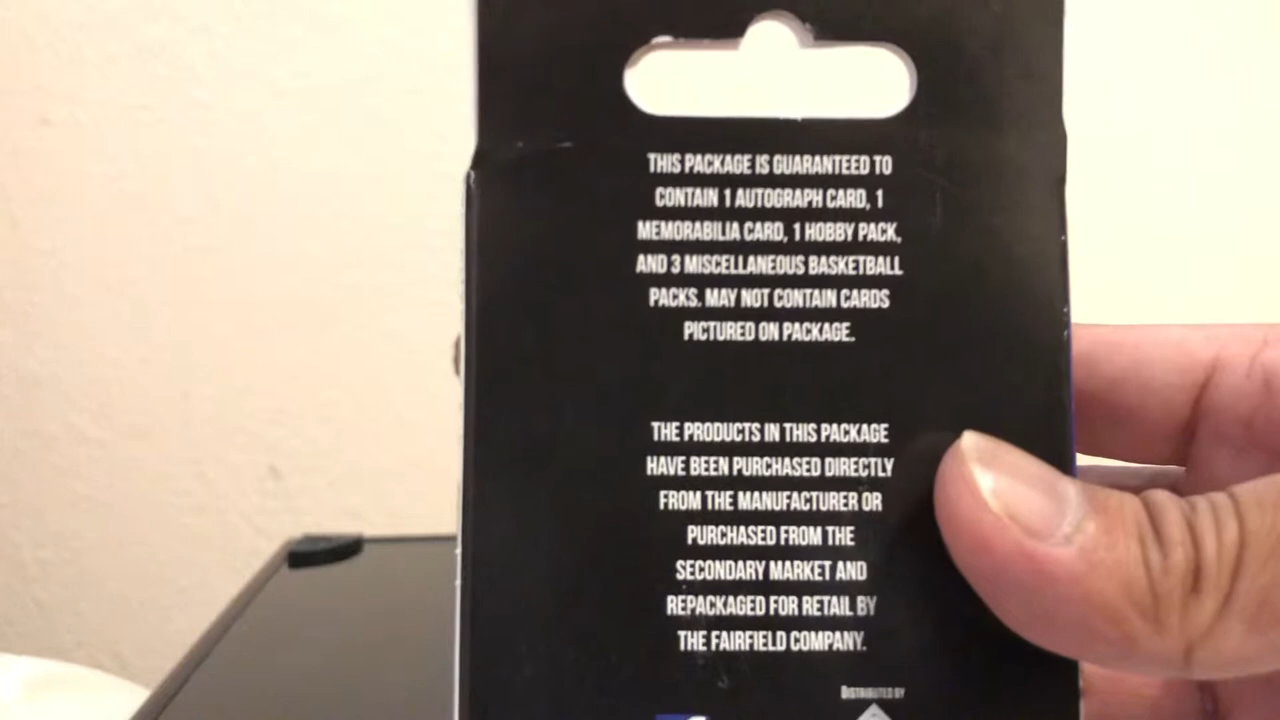 THIS PACKAGE IS GUARANTEED TO
CONTAIN 1 AUTOGRAPH CARD, 1
MEMORABILIA CARD, 1 HOBBY PACK,
AND 3 MISCELLANEOUS BASKETBALL
PACKS. MAY NOT CONTAIN CARDS
PICTURED ON PACKAGE.
THE PRODUCTS IN THIS PACKAGE
HAVE BEEN PURCHASED DIRECTLY
FROM THE MANUFACTURER OR
PURCHASED FROM THE
SECONDARY MARKET AND
REPACKAGED FOR RETAIL BY
THE FAIRFIELD COMPANY.
DISTRIBUTED BY